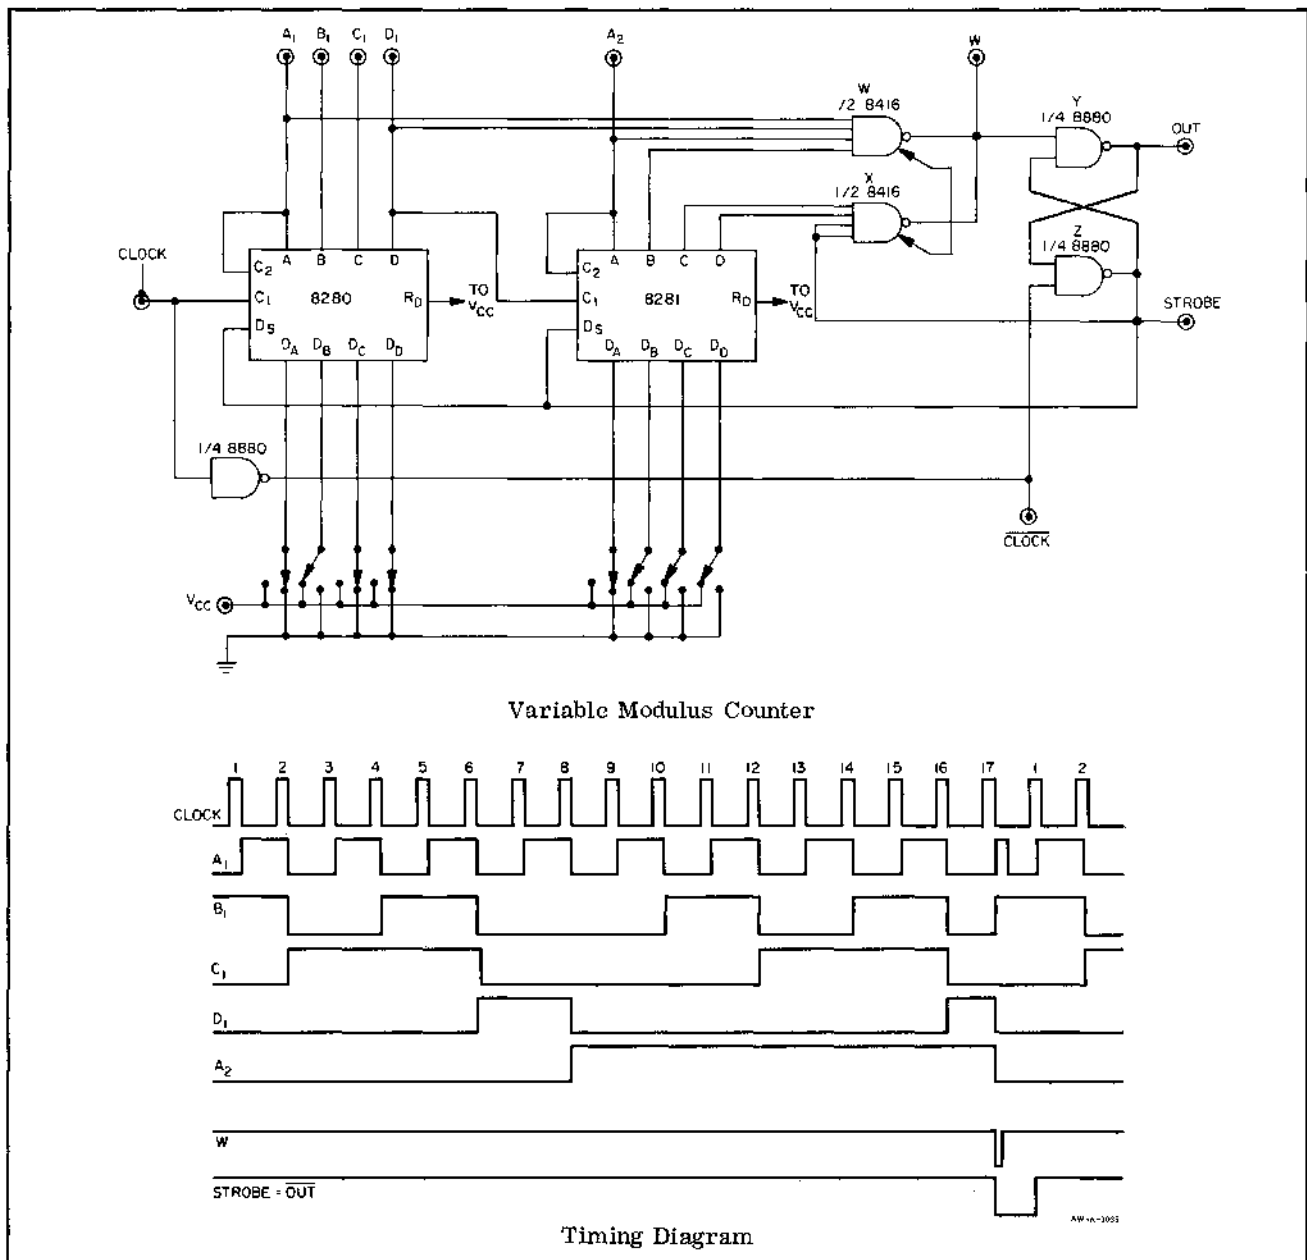 A1 B1 C1 D1 A2 W
W
1/2 8416
Y
1/4 8880
OUT
X
1/2 8416
Z
1/4 8880
CLOCK
C2 A B C D
C1 8280 RD TO VCC
DS
DA DB DC DD
C2 A B C D
C1 8281 RD TO VCC
DS
DA DB DC DD
STROBE
1/4 8880
CLOCK
VCC
Variable Modulus Counter
1 2 3 4 5 6 7 8 9 10 11 12 13 14 15 16 17 1 2
CLOCK
A1
B1
C1
D1
A2
W
STROBE = OUT
Timing Diagram